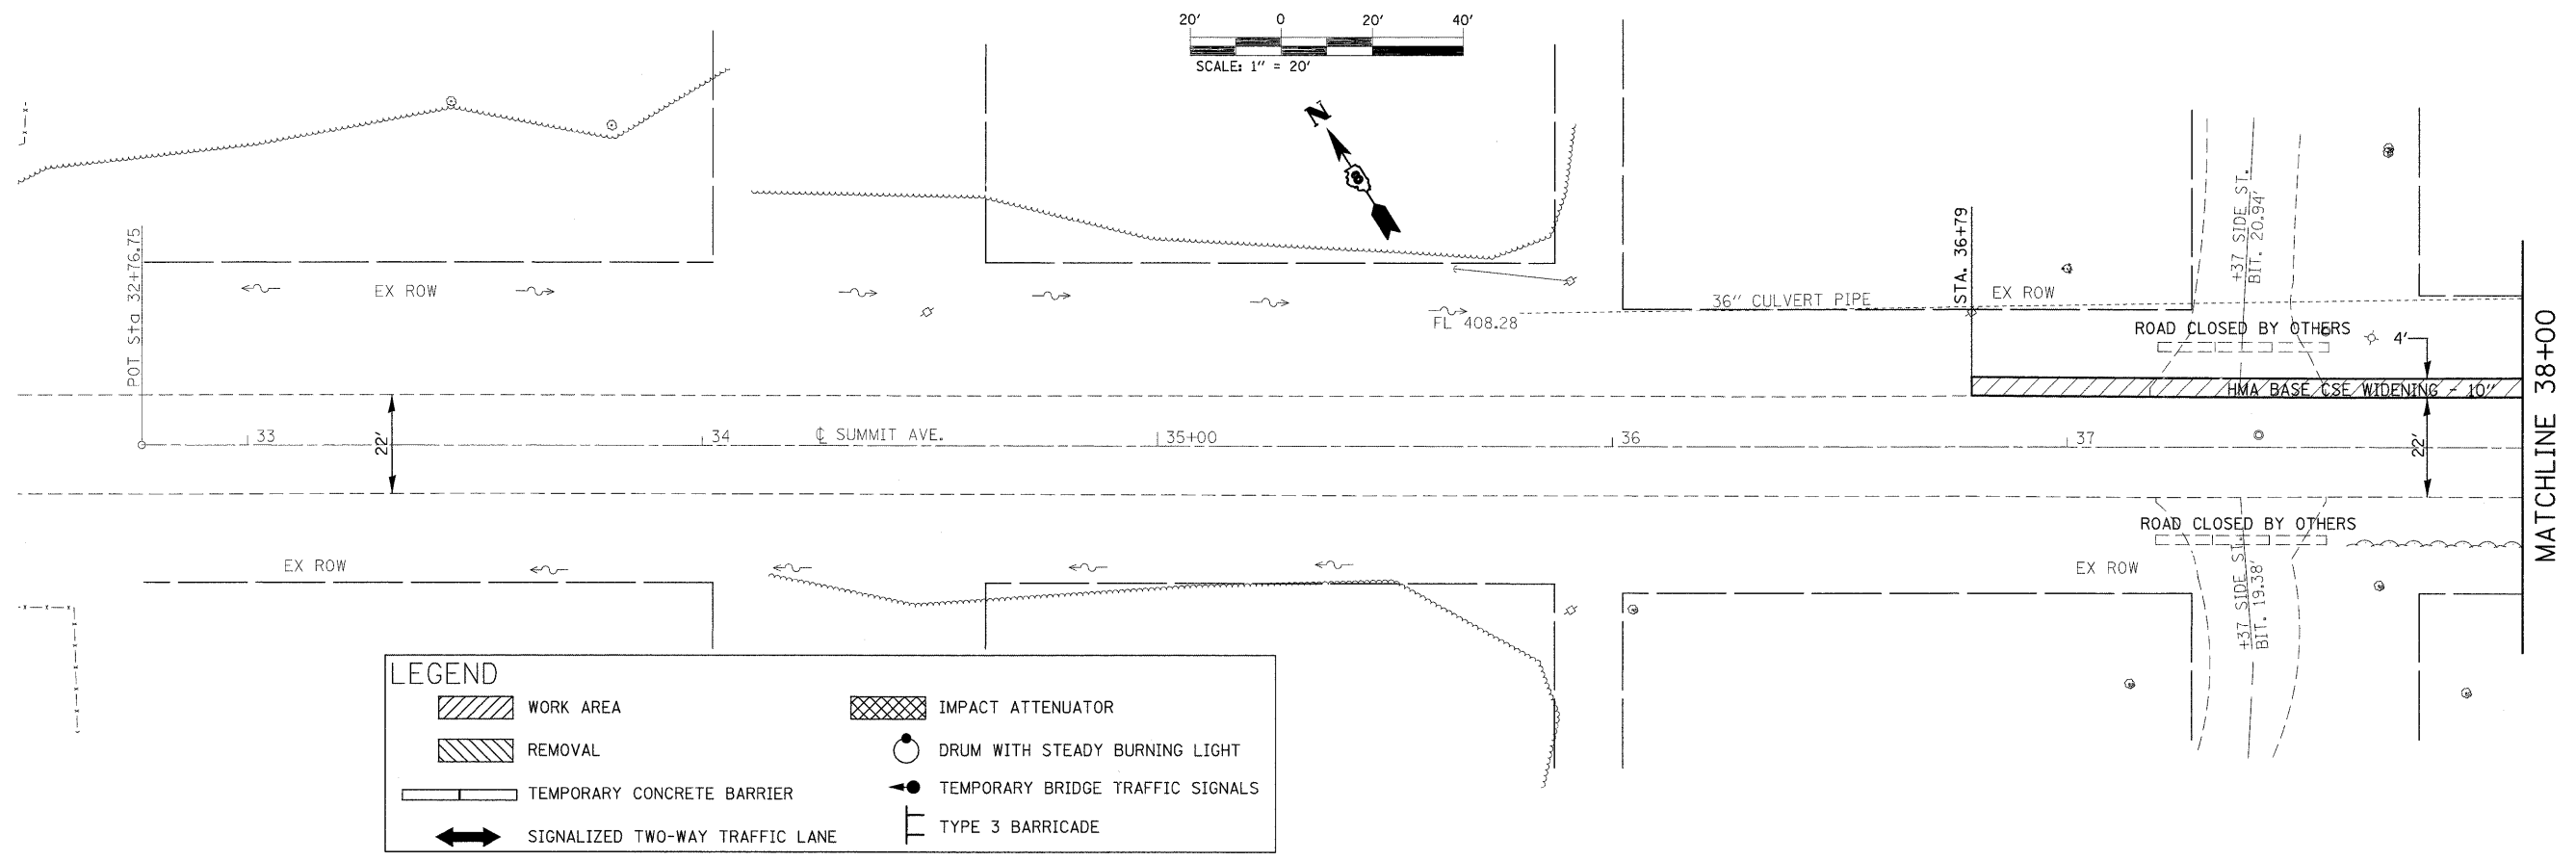 20' 0 20' 40'
SCALE: 1" = 20'
N
POT Sta 32+76.75
EX ROW
36" CULVERT PIPE
FL 408.28
STA. 36+79
EX ROW
+37 SIDE ST.
BIT. 20.94'
ROAD CLOSED BY OTHERS
4'
HMA BASE CSE WIDENING - 10"
MATCHLINE 38+00
33
22'
34
℄ SUMMIT AVE.
35+00
36
37
22'
ROAD CLOSED BY OTHERS
EX ROW
EX ROW
+37 SIDE ST.
BIT. 19.38'
LEGEND
WORK AREA
REMOVAL
TEMPORARY CONCRETE BARRIER
SIGNALIZED TWO-WAY TRAFFIC LANE
IMPACT ATTENUATOR
DRUM WITH STEADY BURNING LIGHT
TEMPORARY BRIDGE TRAFFIC SIGNALS
TYPE 3 BARRICADE